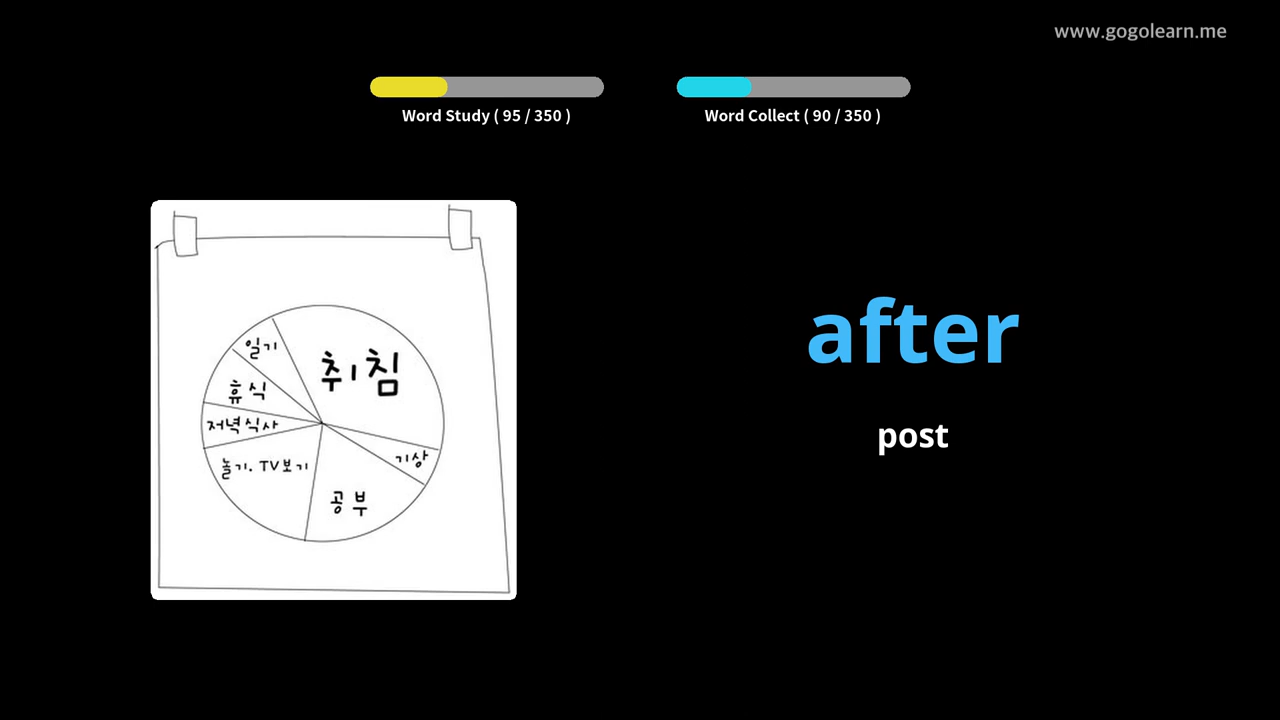 www.gogolearn.me
Word Study ( 95 / 350 )
Word Collect ( 90 / 350 )
일기
취침
휴식
저녁식사
놀기. TV보기
기상
공부
after
post